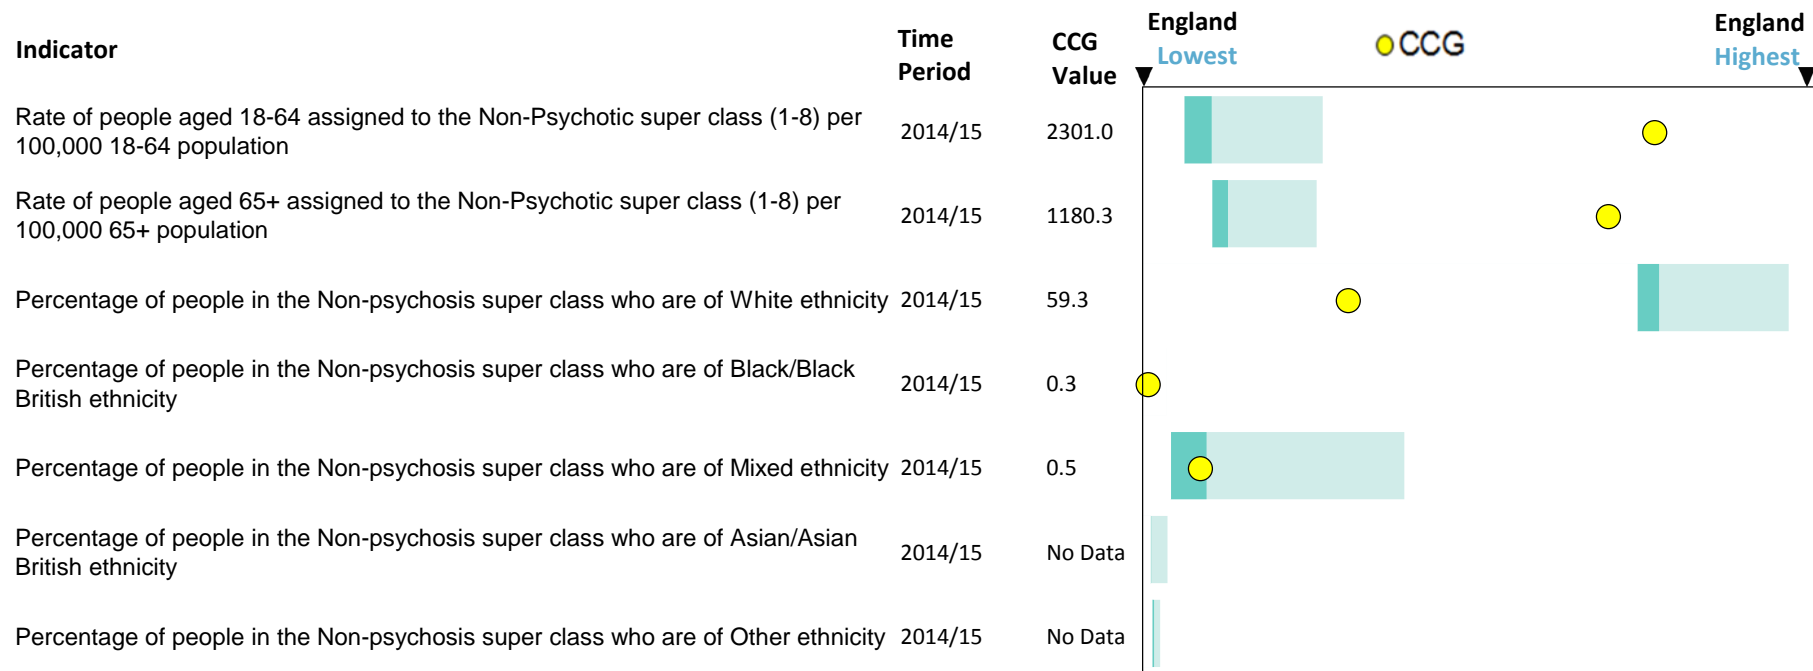 Indicator
Time
Period
CCG
Value
England
Lowest
CCG
England
Highest
Rate of people aged 18-64 assigned to the Non-Psychotic super class (1-8) per
100,000 18-64 population
2014/15
2301.0
Rate of people aged 65+ assigned to the Non-Psychotic super class (1-8) per
100,000 65+ population
2014/15
1180.3
Percentage of people in the Non-psychosis super class who are of White ethnicity
2014/15
59.3
Percentage of people in the Non-psychosis super class who are of Black/Black
British ethnicity
2014/15
0.3
Percentage of people in the Non-psychosis super class who are of Mixed ethnicity
2014/15
0.5
Percentage of people in the Non-psychosis super class who are of Asian/Asian
British ethnicity
2014/15
No Data
Percentage of people in the Non-psychosis super class who are of Other ethnicity
2014/15
No Data